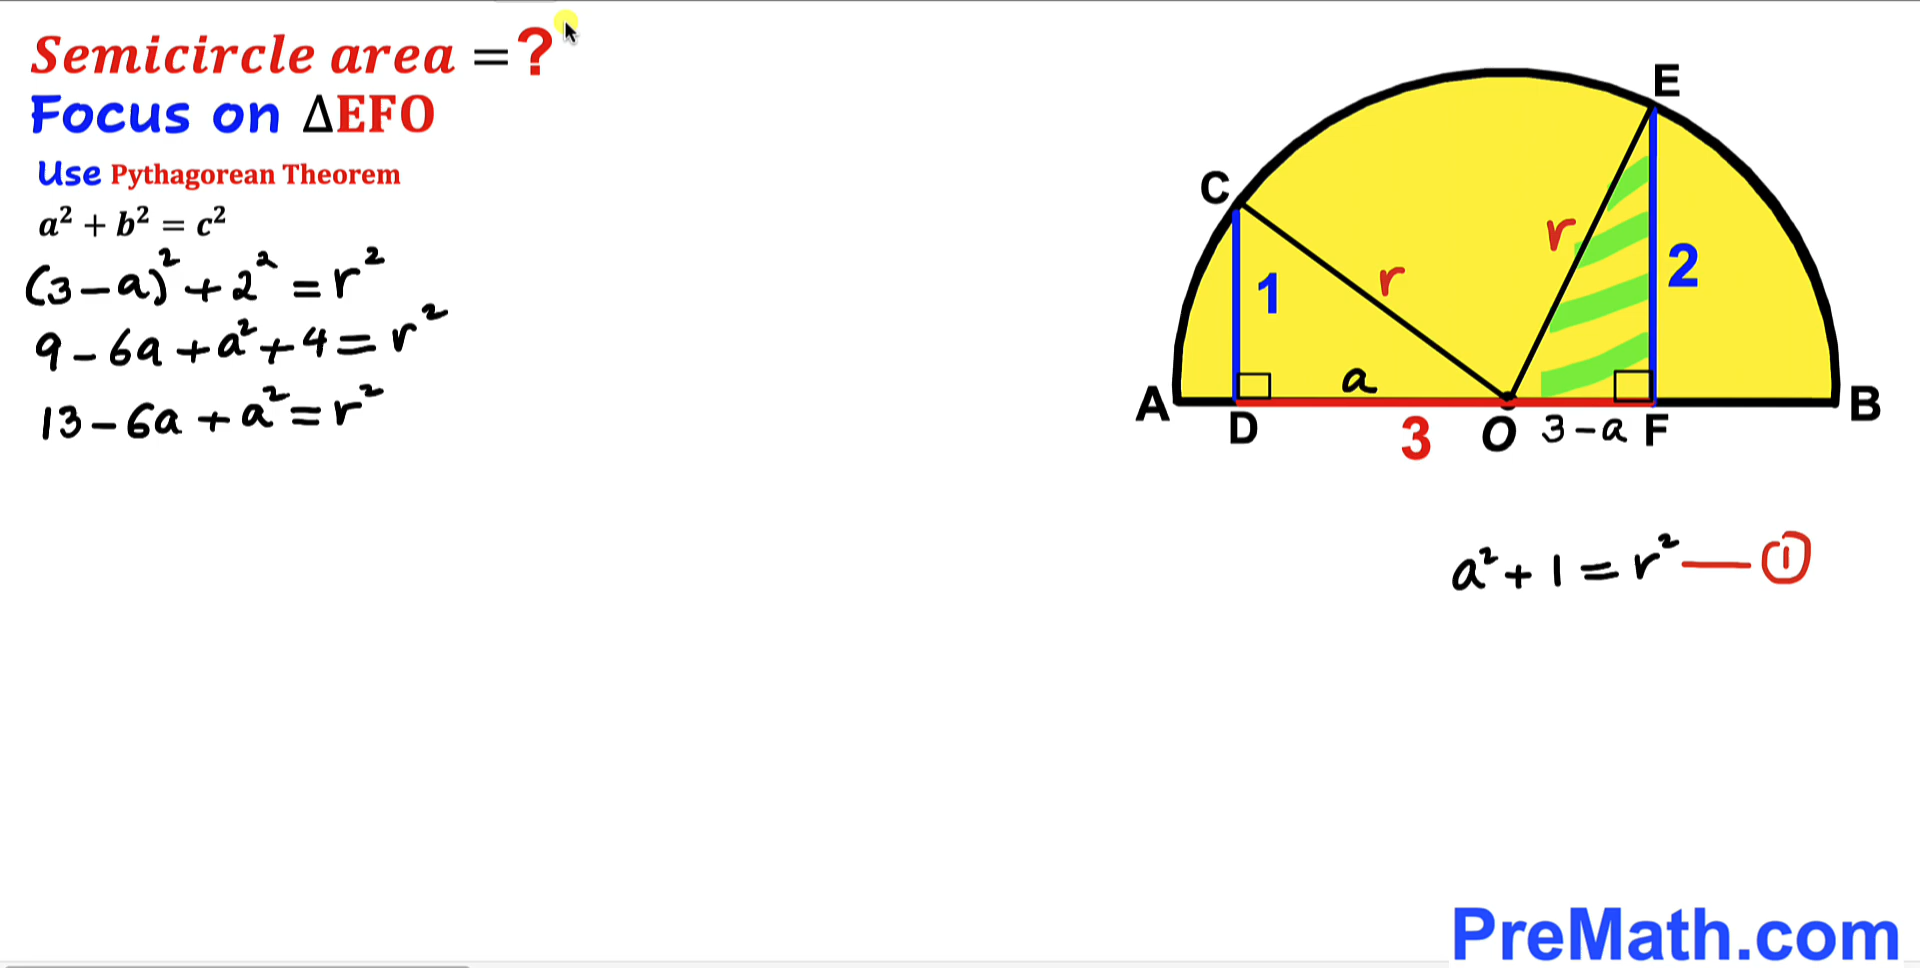 Semicircle area = ?
Focus on ΔEFO
Use Pythagorean Theorem
a² + b² = c²
(3-a)² + 2² = r²
9 - 6a + a² + 4 = r²
13 - 6a + a² = r²
E
C
r
2
1
r
a
A
B
D
3
O
3-a
F
a² + 1 = r² — ①
PreMath.com